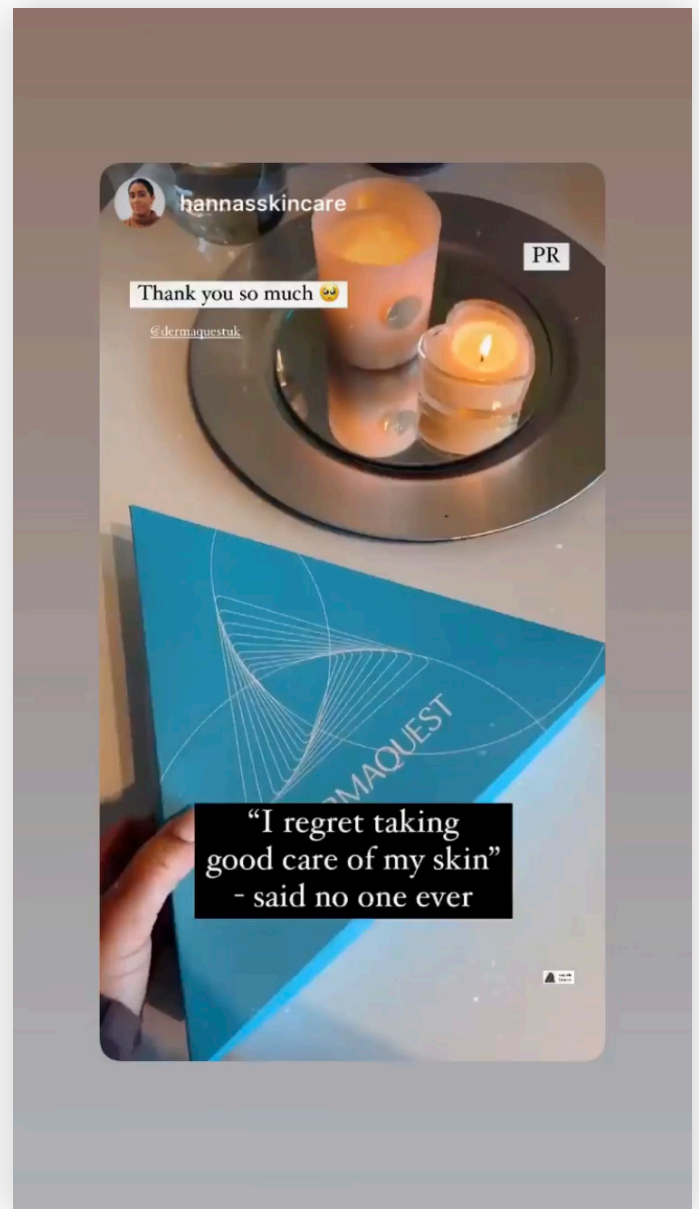 hannasskincare
PR
Thank you so much 🥺
@dermaquestuk
RMAQUEST
“I regret taking
good care of my skin”
- said no one ever